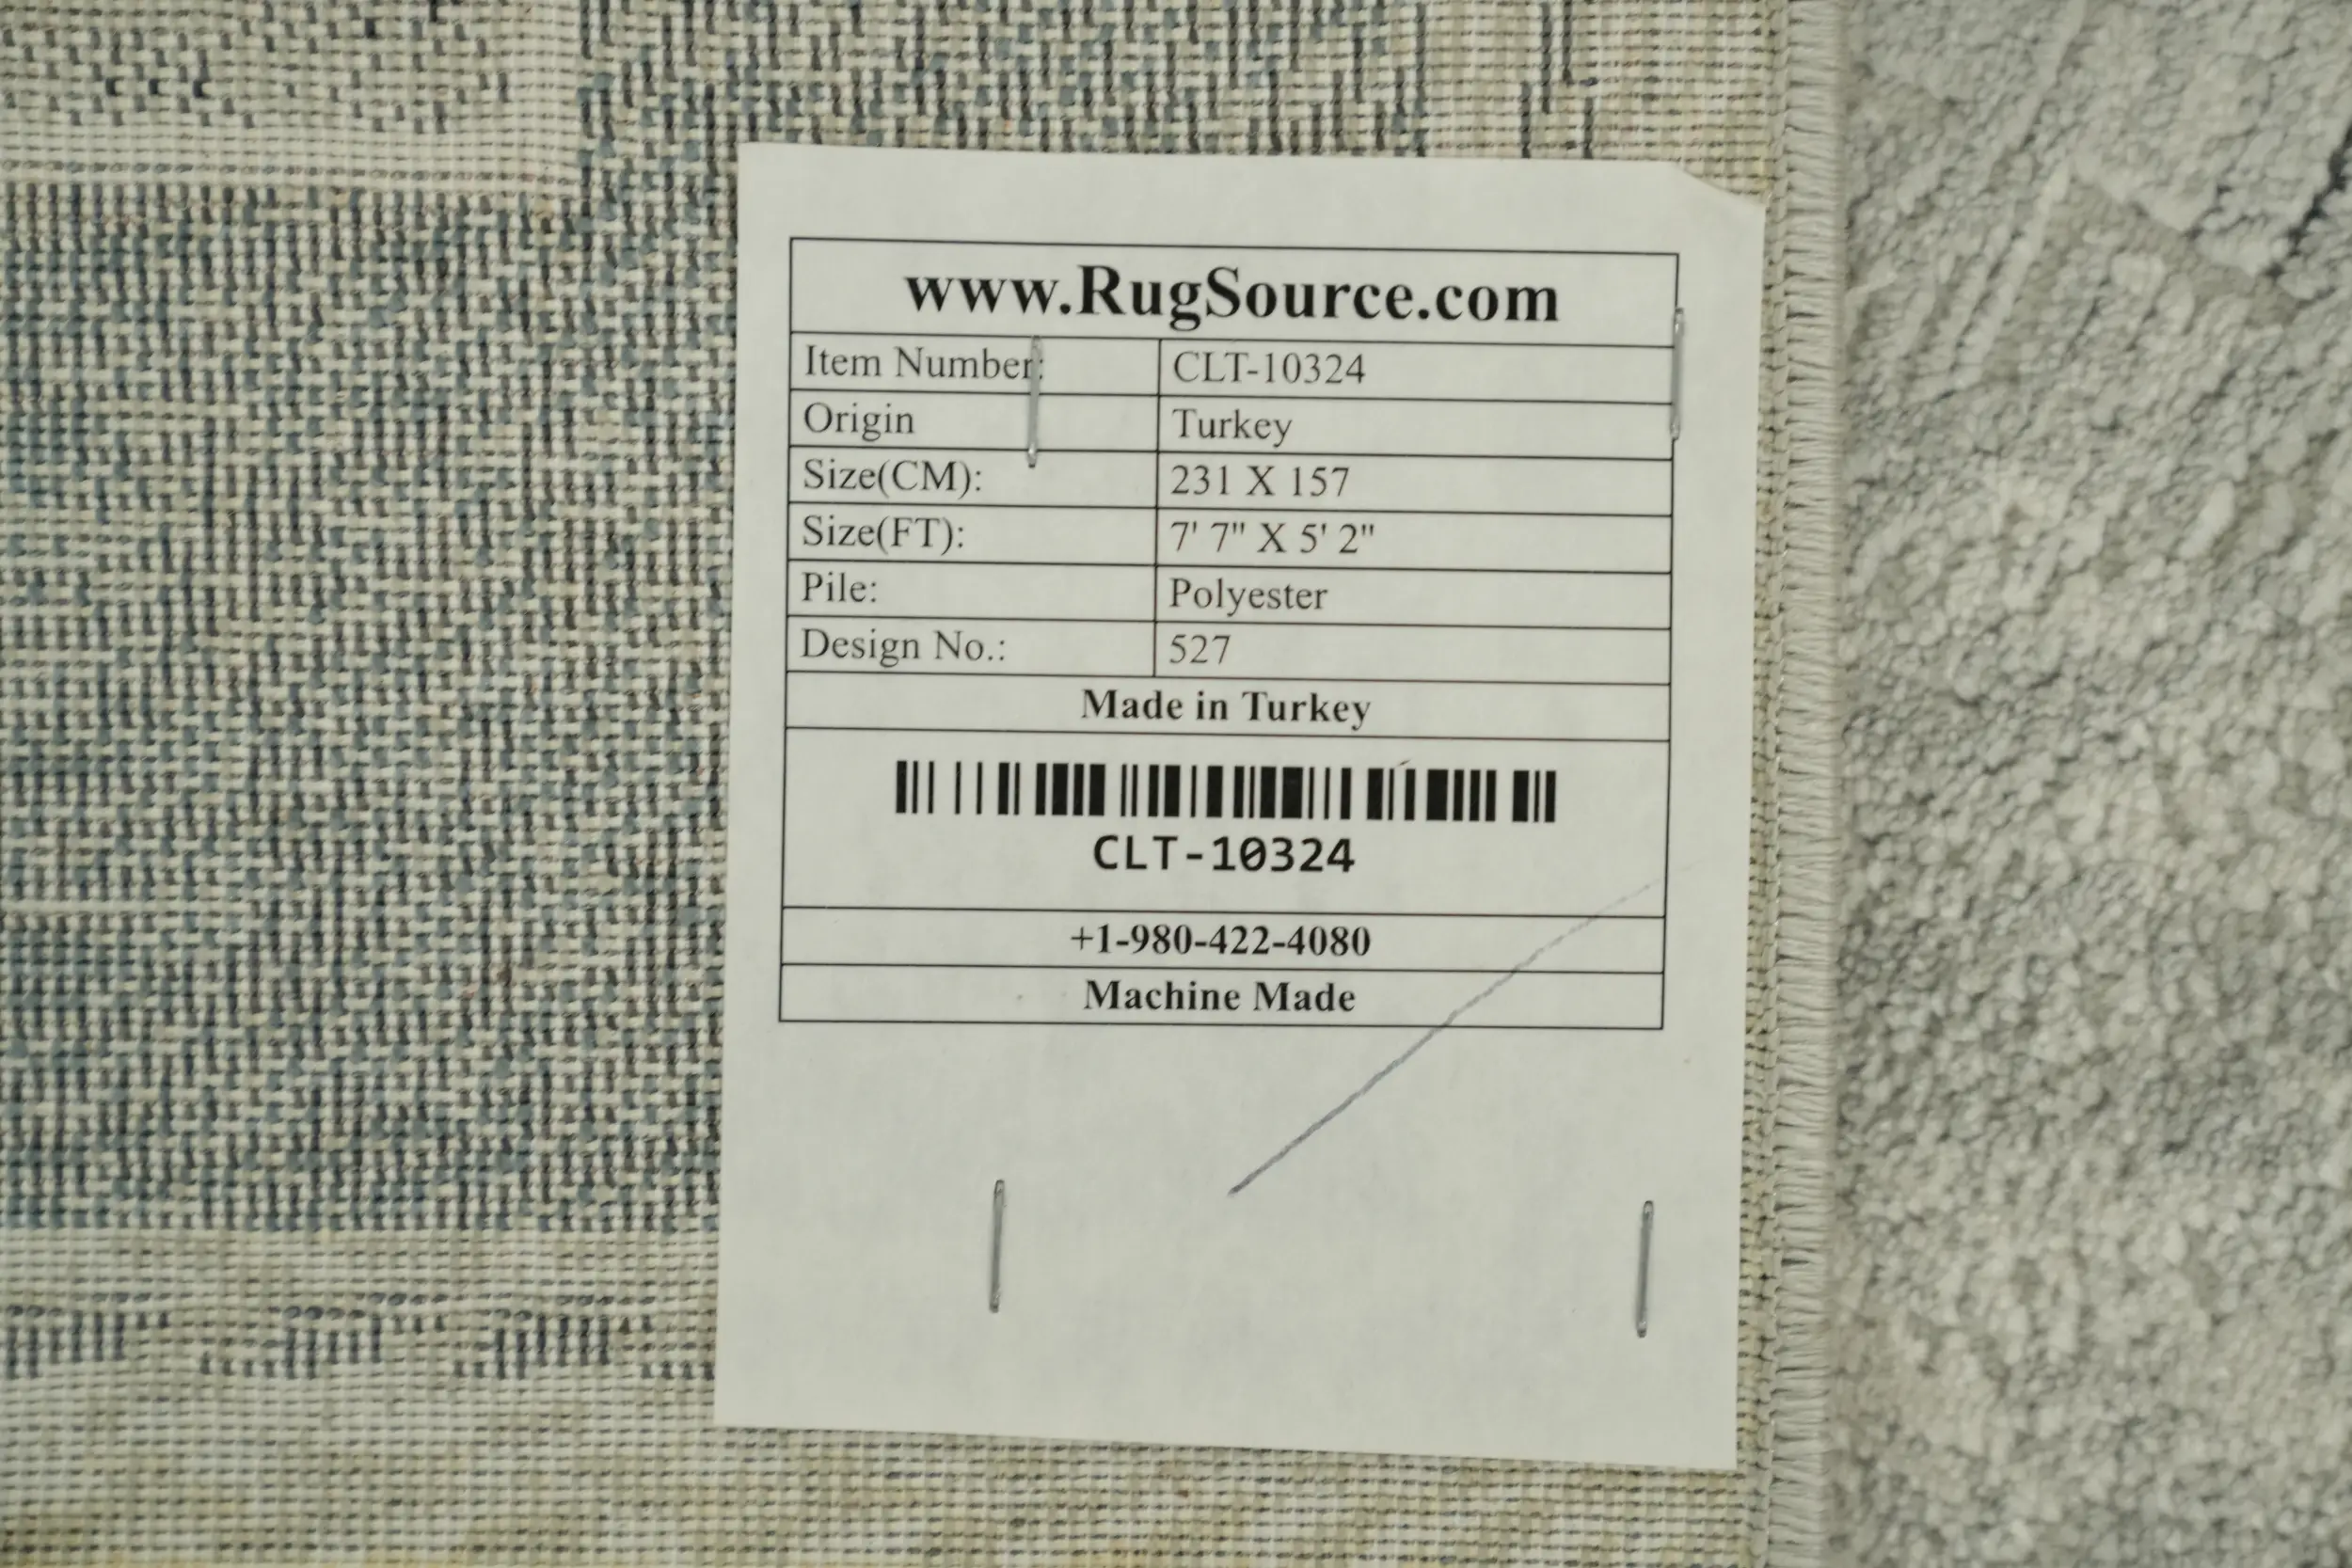 www.RugSource.com
Item Number: CLT-10324
Origin Turkey
Size(CM): 231 X 157
Size(FT): 7' 7" X 5' 2"
Pile: Polyester
Design No.: 527
Made in Turkey
CLT-10324
+1-980-422-4080
Machine Made